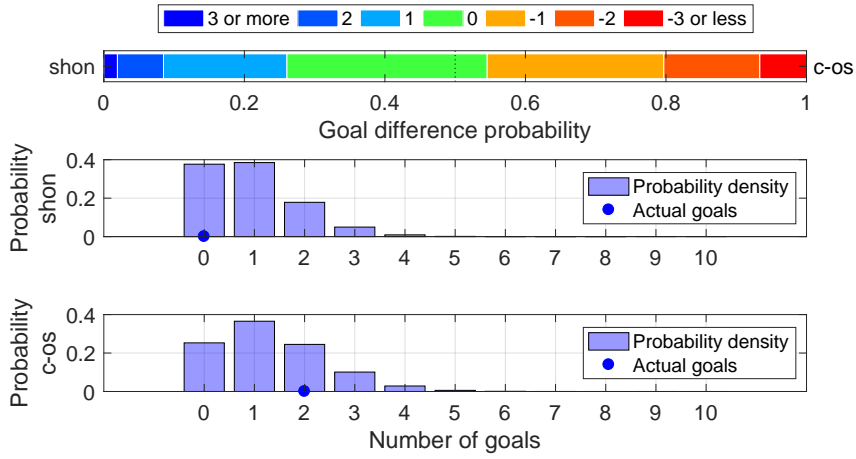 3 or more 2 1 0 -1 -2 -3 or less
shon c-os
0 0.2 0.4 0.6 0.8 1
Goal difference probability
Probability
shon
0.4
0.2
0
Probability density
Actual goals
0 1 2 3 4 5 6 7 8 9 10
Probability
c-os
0.4
0.2
0
Probability density
Actual goals
0 1 2 3 4 5 6 7 8 9 10
Number of goals